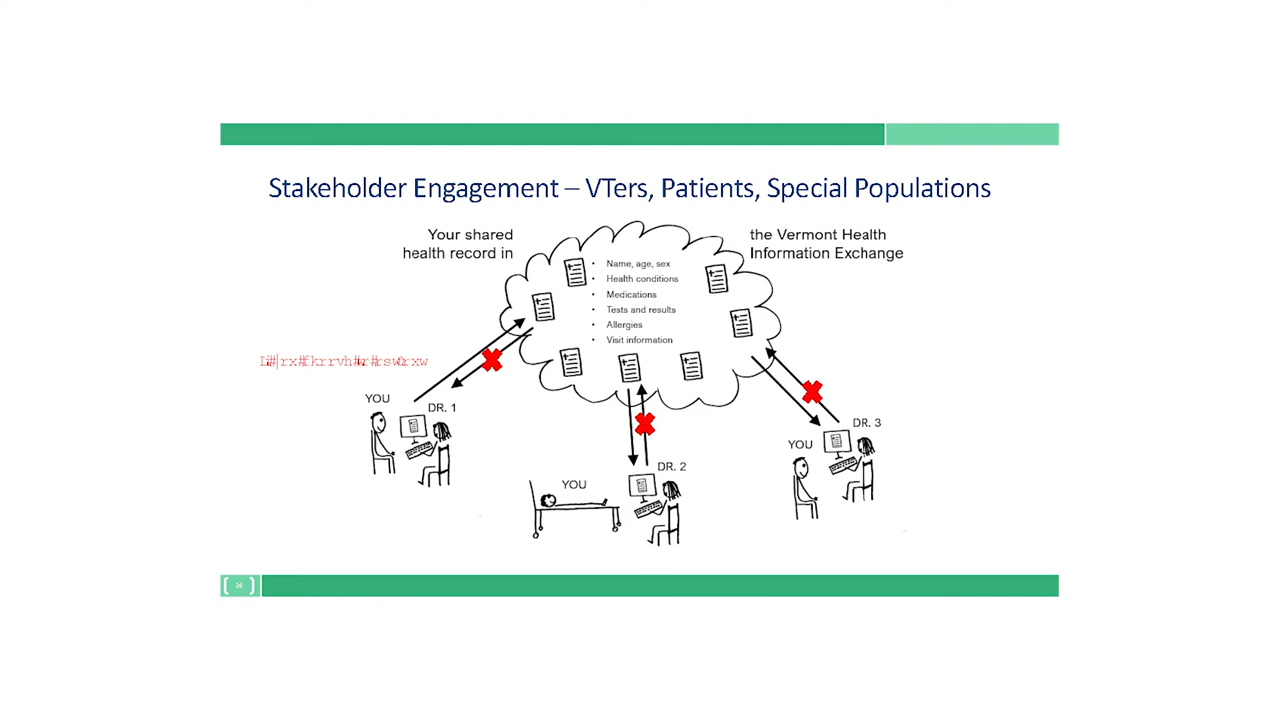 Stakeholder Engagement – VTers, Patients, Special Populations
Your shared
health record in
the Vermont Health
Information Exchange
• Name, age, sex
• Health conditions
• Medications
• Tests and results
• Allergies
• Visit information
YOU
DR. 1
YOU
DR. 2
YOU
DR. 3
26